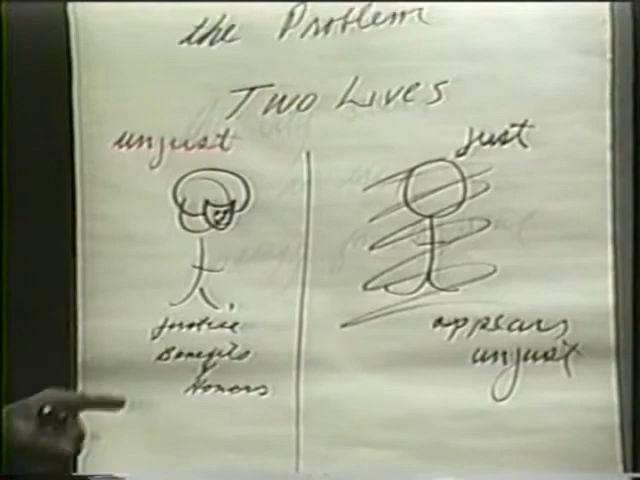 the Problem
Two Lives
unjust
just
justice
Benefits
Honors
appears
unjust